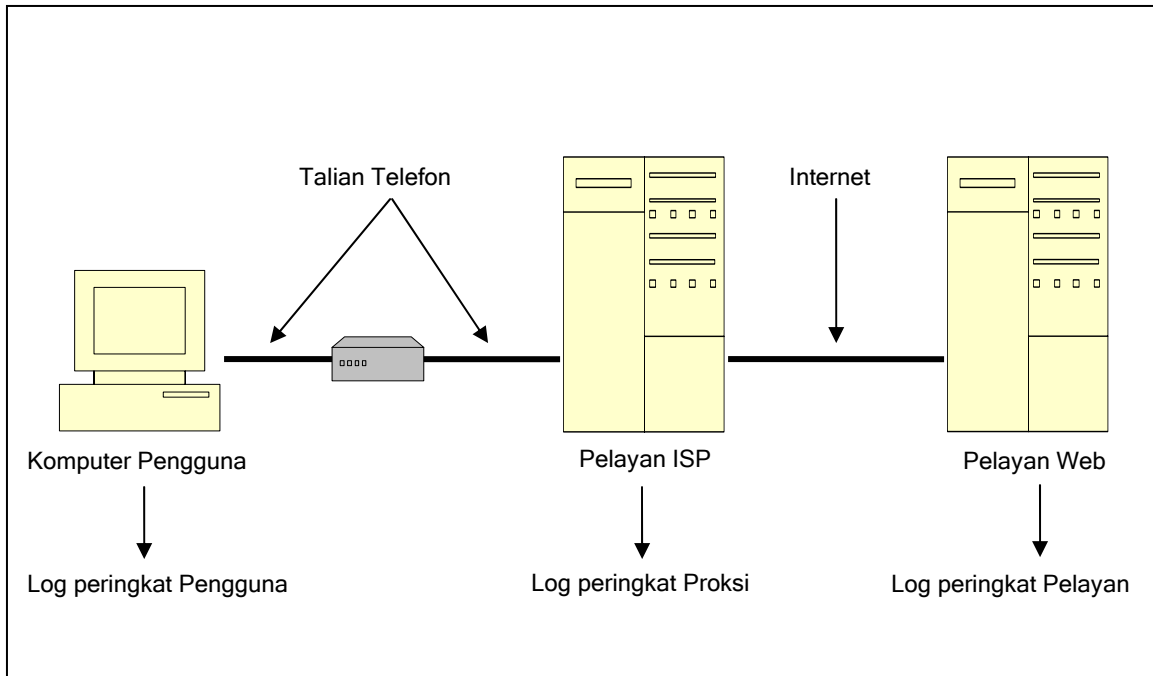 Talian Telefon
Internet
Komputer Pengguna
Pelayan ISP
Pelayan Web
Log peringkat Pengguna
Log peringkat Proksi
Log peringkat Pelayan